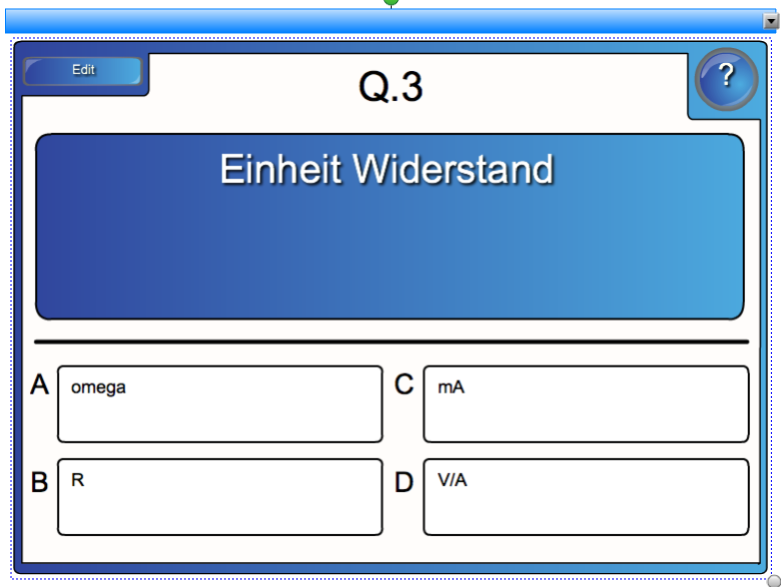 Edit
Q.3
?
Einheit Widerstand
A omega
C mA
B R
D V/A